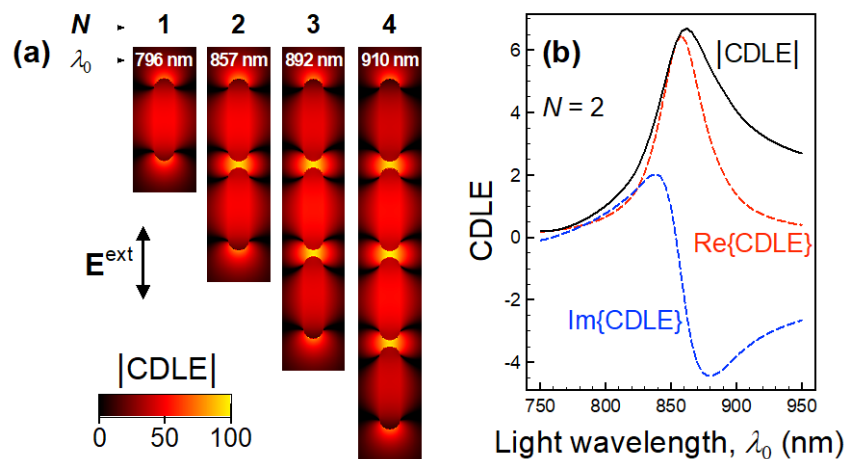 N 1 2 3 4
(a) λ0 796 nm 857 nm 892 nm 910 nm
E^ext
|CDLE|
0 50 100
(b)
|CDLE|
N = 2
Re{CDLE}
Im{CDLE}
CDLE
6
4
2
0
-2
-4
750 800 850 900 950
Light wavelength, λ0 (nm)